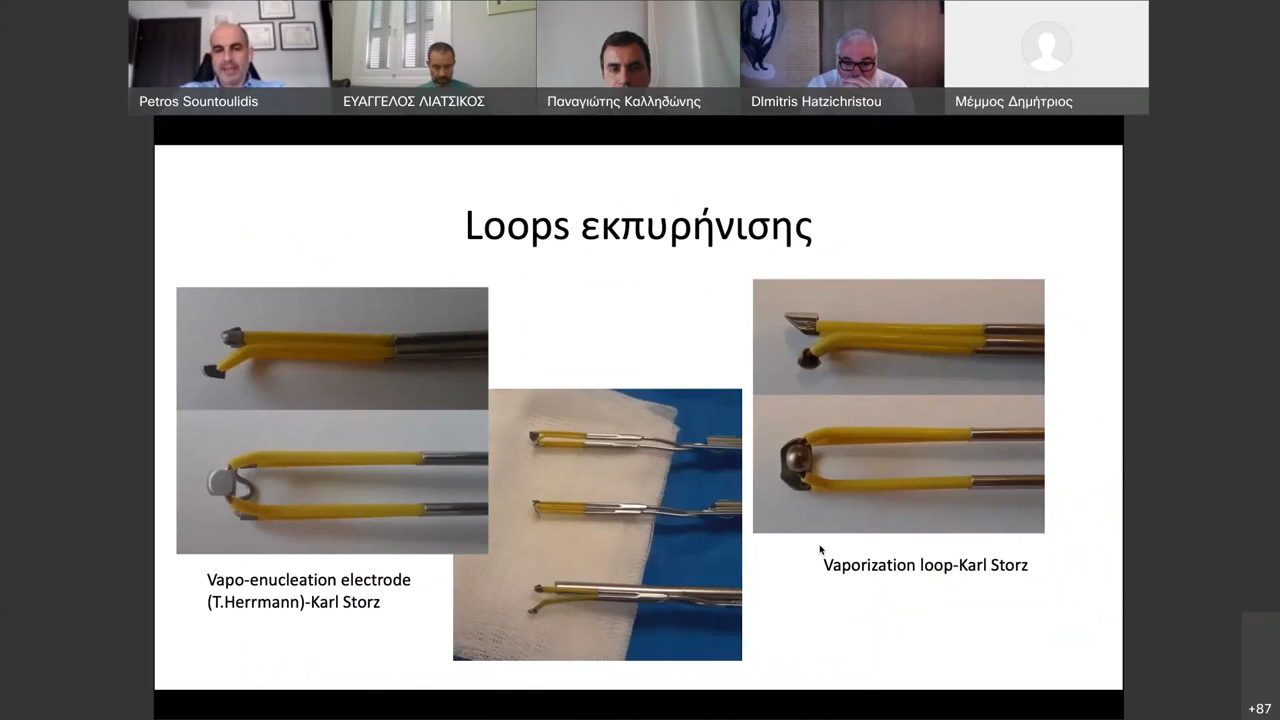 Petros Sountoulidis
ΕΥΑΓΓΕΛΟΣ ΛΙΑΤΣΙΚΟΣ
Παναγιώτης Καλληδώνης
DImitris Hatzichristou
Μέμμος Δημήτριος
Loops εκπυρήνισης
Vapo-enucleation electrode
(T.Herrmann)-Karl Storz
Vaporization loop-Karl Storz
+87